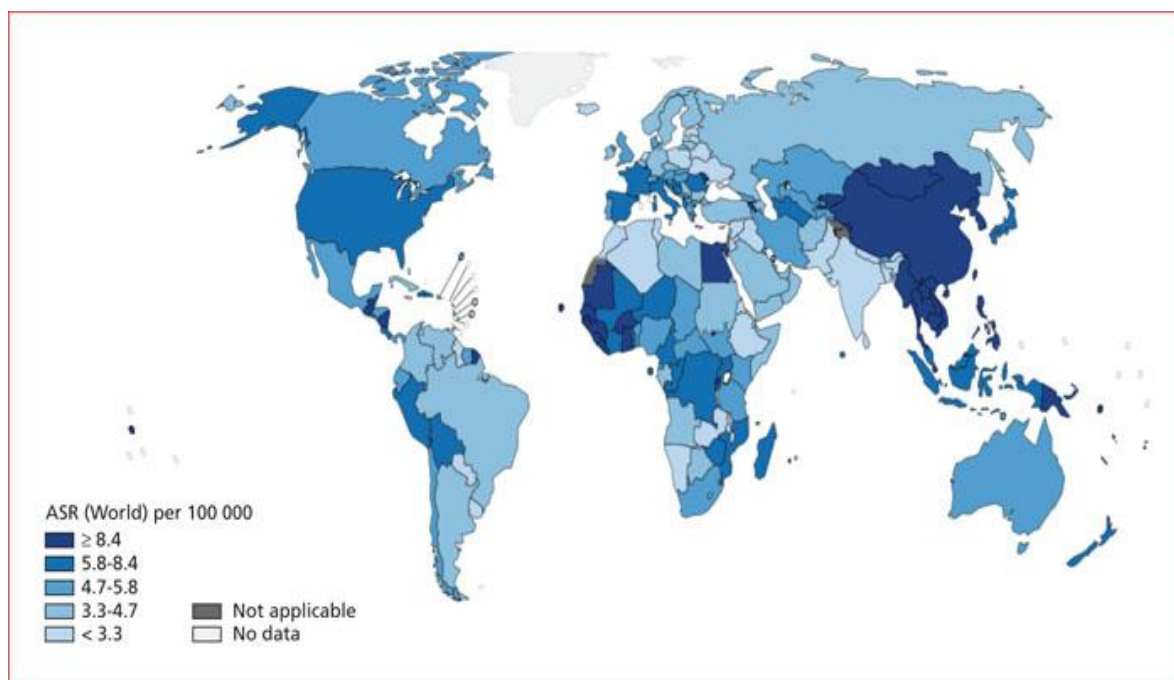 ASR (World) per 100 000
≥ 8.4
5.8-8.4
4.7-5.8
3.3-4.7
< 3.3
Not applicable
No data